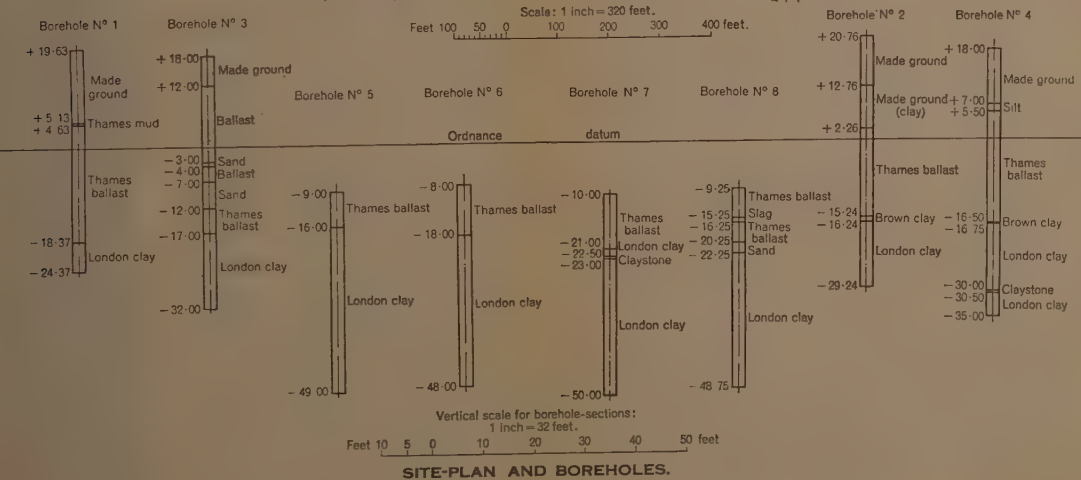 Scale: 1 inch = 320 feet.
Feet 100 50 0 100 200 300 400 feet.
Borehole Nº 1
+ 19·63
Made
ground
+ 5 13
+ 4 63
Thames mud
Thames
ballast
− 18·37
London clay
− 24·37
Borehole Nº 3
+ 18·00
Made ground
+ 12·00
Ballast
− 3·00
Sand
− 4·00
Ballast
− 7·00
Sand
− 12·00
Thames
ballast
− 17·00
London clay
− 32·00
Borehole Nº 5
− 9·00
Thames ballast
− 16·00
London clay
− 49 00
Borehole Nº 6
− 8·00
Thames ballast
− 18·00
London clay
− 48·00
Ordnance datum
Borehole Nº 7
− 10·00
Thames
ballast
− 21·00
London clay
− 22·50
Claystone
− 23·00
London clay
− 50·00
Borehole Nº 8
− 9·25
Thames ballast
− 15·25
Slag
− 16·25
Thames
ballast
− 20·25
Sand
− 22·25
London clay
− 48 75
Borehole Nº 2
+ 20·76
Made ground
+ 12·76
Made ground
(clay)
+ 2·26
Thames ballast
− 15·24
Brown clay
− 16·24
London clay
− 29·24
Borehole Nº 4
+ 18·00
Made ground
+ 7·00
Silt
+ 5·50
Thames
ballast
− 16·50
Brown clay
− 16 75
London clay
− 30·00
Claystone
− 30·50
London clay
− 35·00
Vertical scale for borehole-sections:
1 inch = 32 feet.
Feet 10 5 0 10 20 30 40 50 feet
SITE-PLAN AND BOREHOLES.